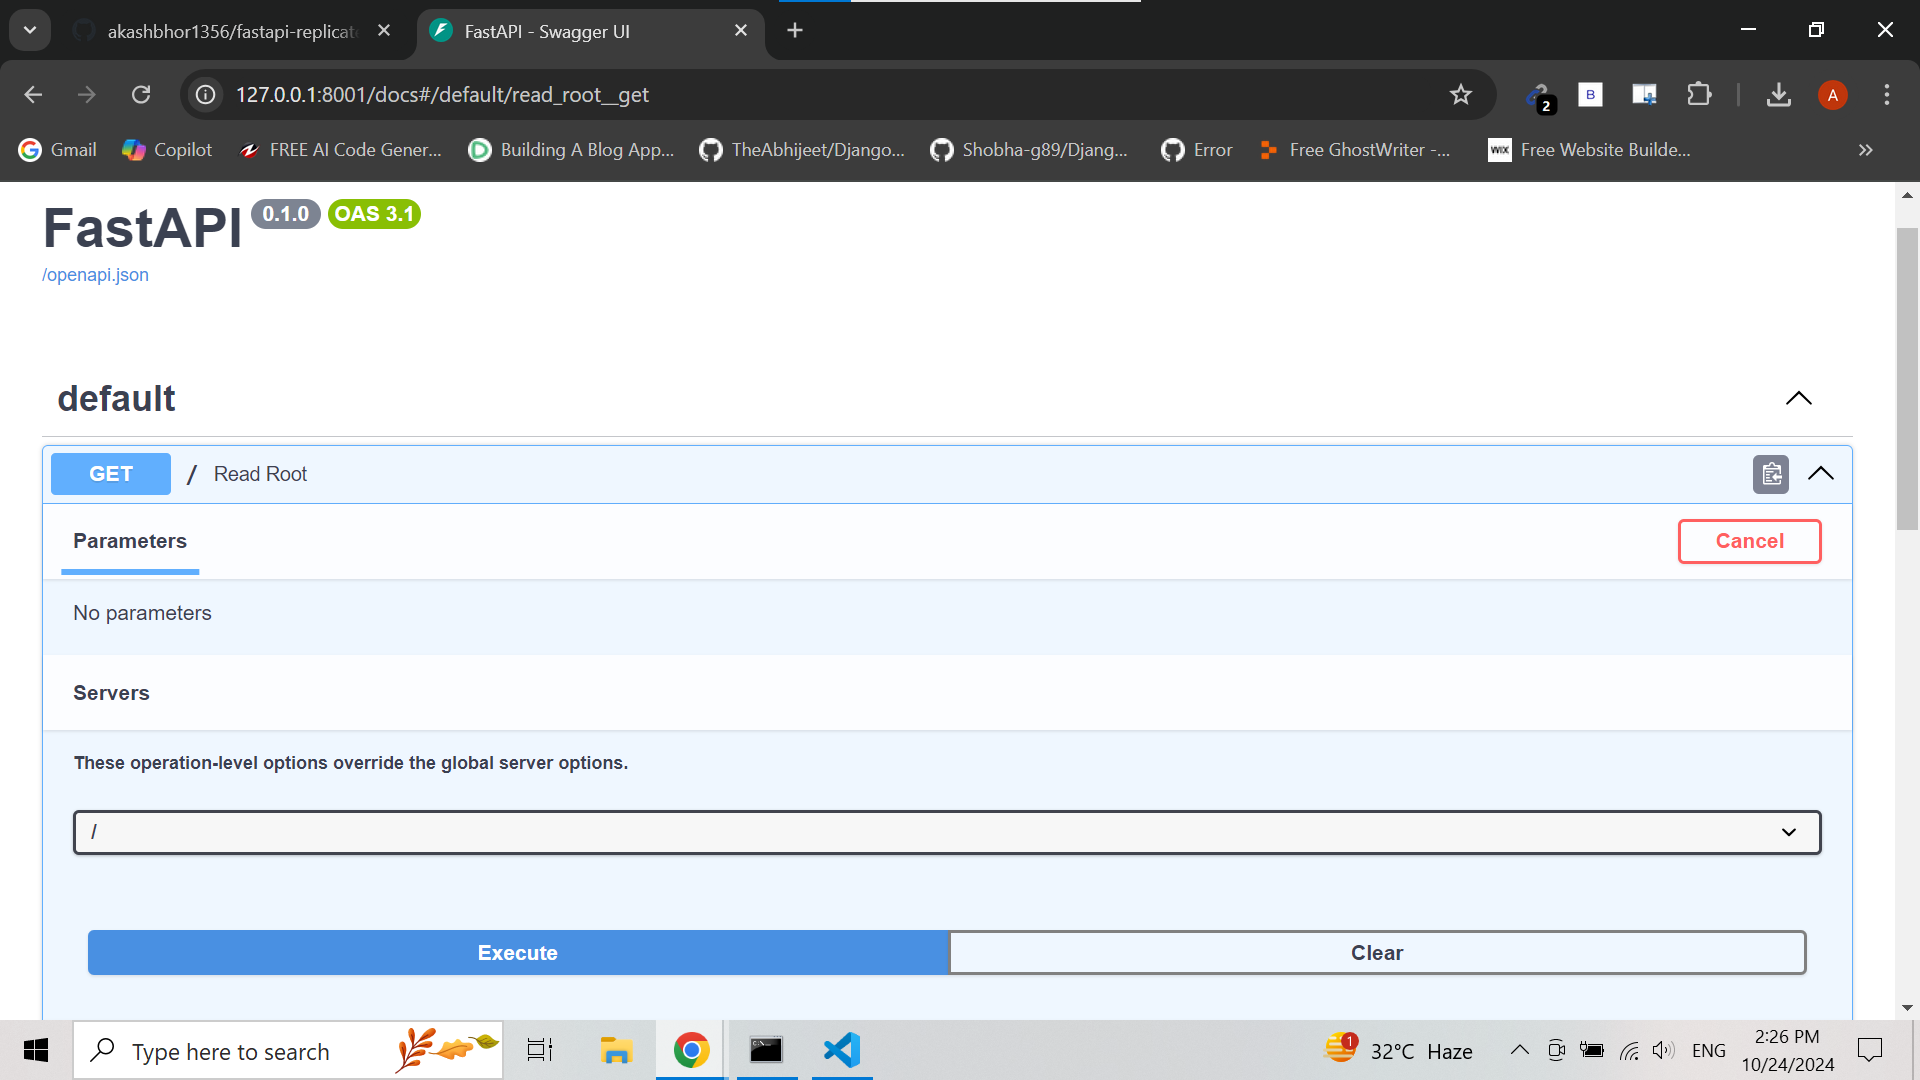 akashbhor1356/fastapi-replicate
FastAPI - Swagger UI
127.0.0.1:8001/docs#/default/read_root__get
2
B
A
Gmail
Copilot
FREE AI Code Gener...
Building A Blog App...
TheAbhijeet/Django...
Shobha-g89/Djang...
Error
Free GhostWriter -...
WIX
Free Website Builde...
FastAPI 0.1.0 OAS 3.1
/openapi.json
default
GET / Read Root
Parameters
Cancel
No parameters
Servers
These operation-level options override the global server options.
/
Execute
Clear
Type here to search
1
32°C Haze
ENG
2:26 PM
10/24/2024